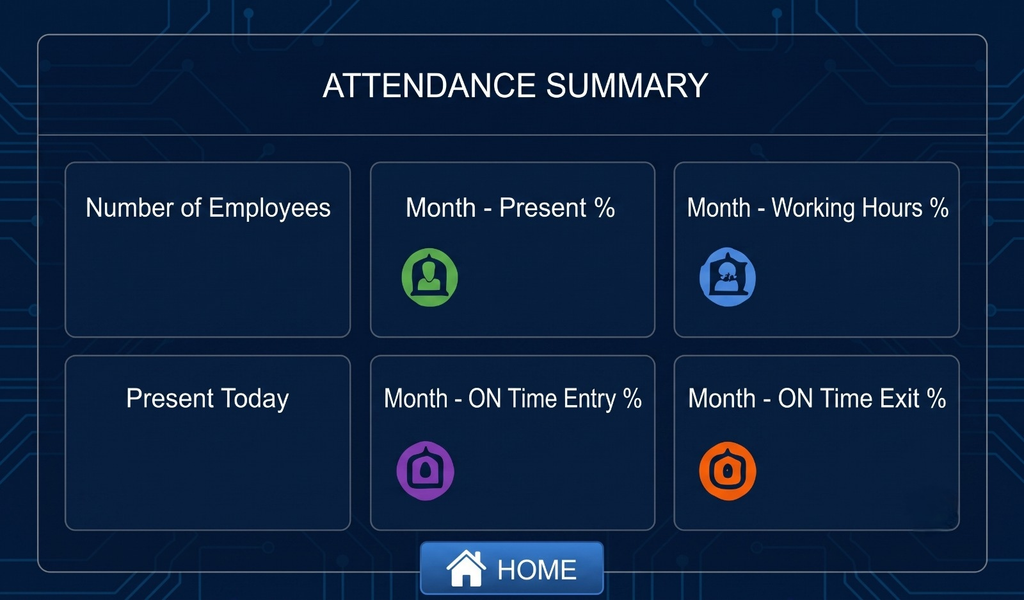 ATTENDANCE SUMMARY
Number of Employees
Month - Present %
Month - Working Hours %
Present Today
Month - ON Time Entry %
Month - ON Time Exit %
HOME